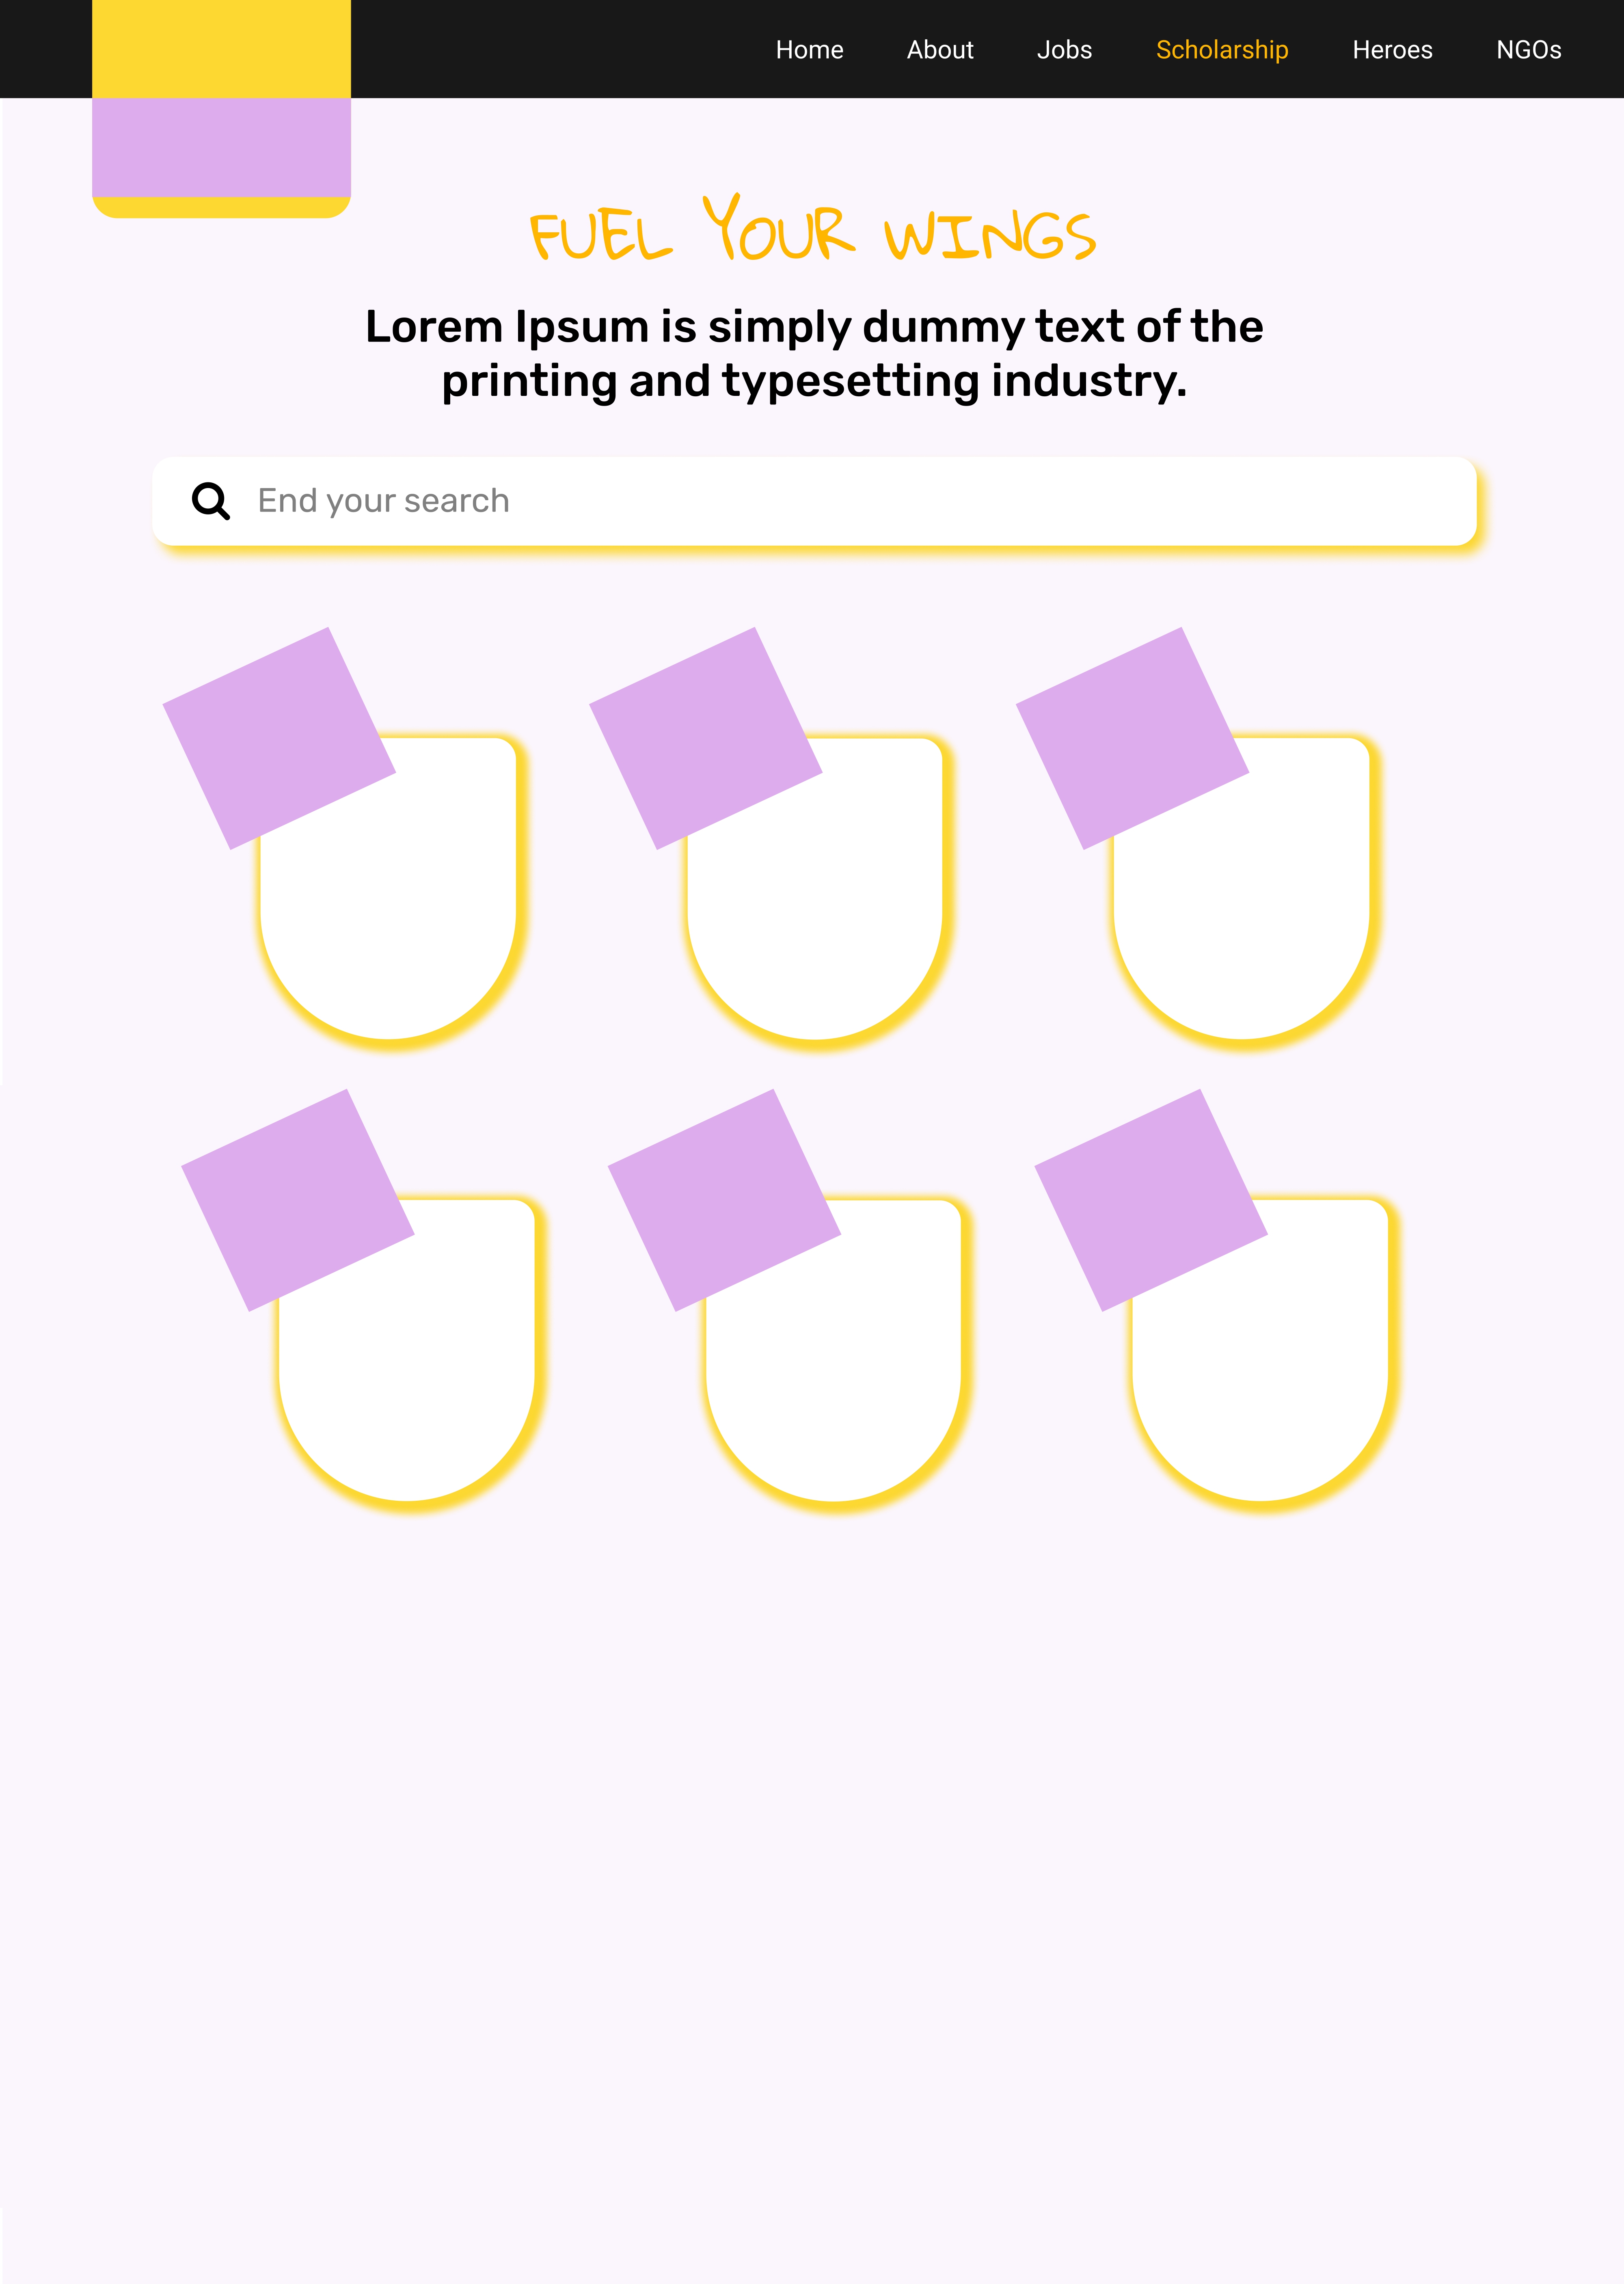 Home About Jobs Scholarship Heroes NGOs
FUEL YOUR WINGS
Lorem Ipsum is simply dummy text of the
printing and typesetting industry.
End your search